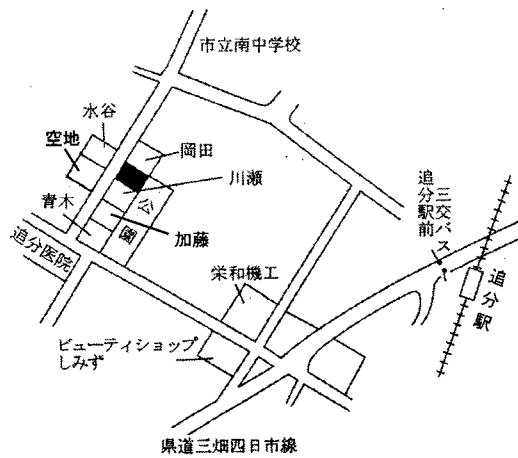 市立南中学校
水谷
空地
岡田
川瀬
青木
公園
加藤
追分医院
三交バス
追分駅前
追分駅
栄和機工
ビューティショップ
しみず
県道三畑四日市線